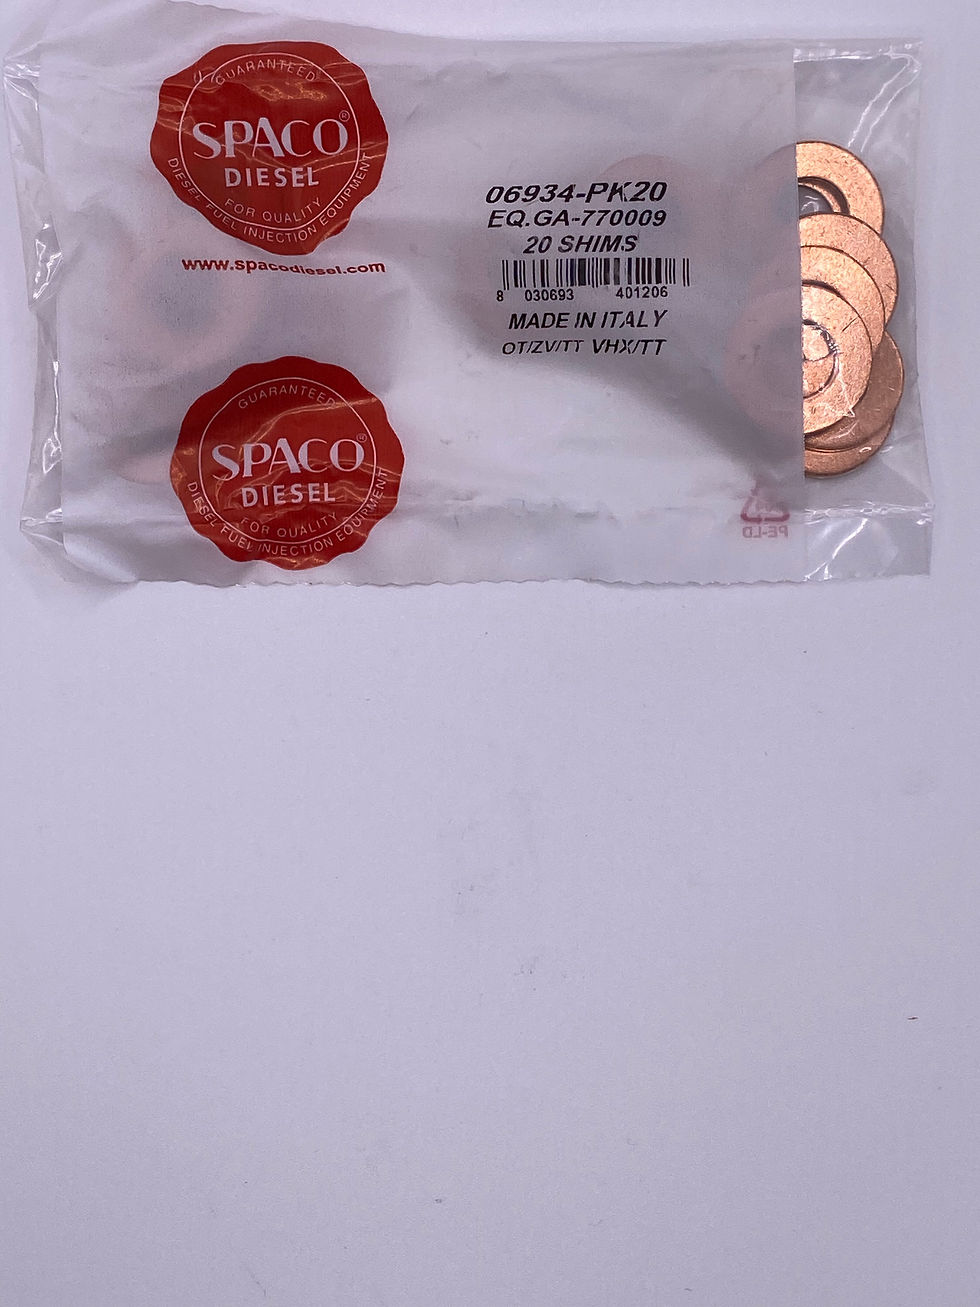 GUARANTEED
SPACO®
DIESEL
FOR QUALITY
DIESEL FUEL INJECTION EQUIPMENT
www.spacodiesel.com
06934-PK20
EQ.GA-770009
20 SHIMS
8 030693 401206
MADE IN ITALY
OT/ZV/TT VHX/TT
GUARANTEED
SPACO®
DIESEL
FOR QUALITY
DIESEL FUEL INJECTION EQUIPMENT
PE-LD